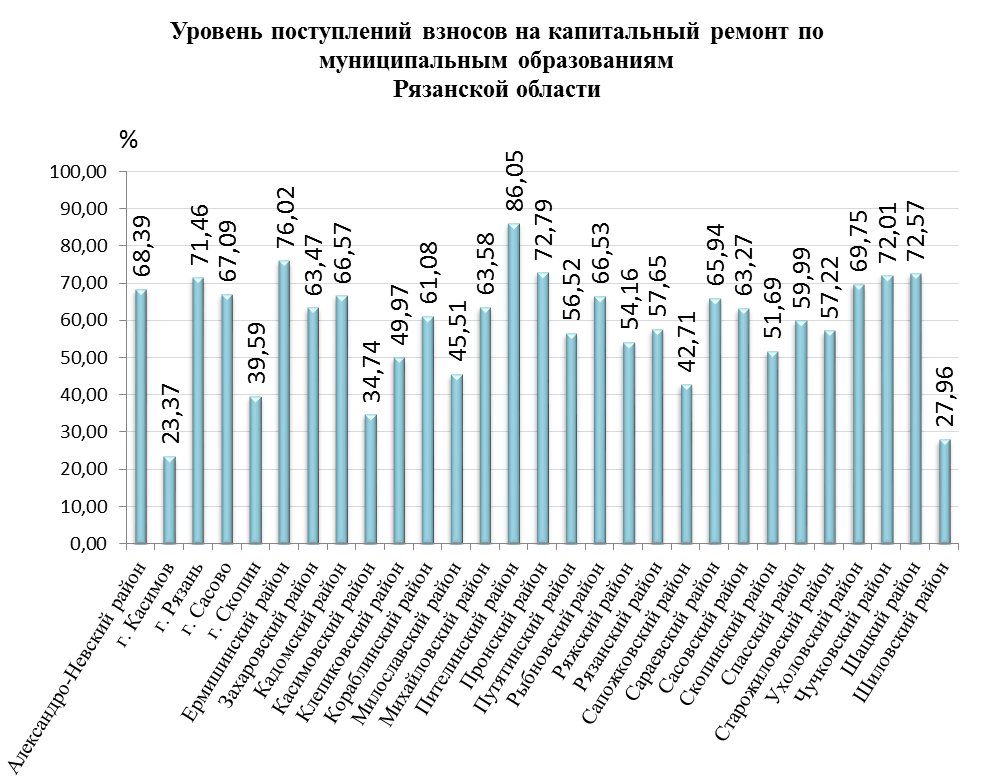 Уровень поступлений взносов на капитальный ремонт по
муниципальным образованиям
Рязанской области
%
100,00
90,00
80,00
70,00
60,00
50,00
40,00
30,00
20,00
10,00
0,00
68,39
23,37
71,46
67,09
39,59
76,02
63,47
66,57
34,74
49,97
61,08
45,51
63,58
86,05
72,79
56,52
66,53
54,16
57,65
42,71
65,94
63,27
51,69
59,99
57,22
69,75
72,01
72,57
27,96
Александро-Невский район
г. Касимов
г. Рязань
г. Сасово
г. Скопин
Ермишинский район
Захаровский район
Кадомский район
Касимовский район
Клепиковский район
Кораблинский район
Милославский район
Михайловский район
Пителинский район
Пронский район
Путятинский район
Рыбновский район
Ряжский район
Рязанский район
Сапожковский район
Сараевский район
Сасовский район
Скопинский район
Спасский район
Старожиловский район
Ухоловский район
Чучковский район
Шацкий район
Шиловский район